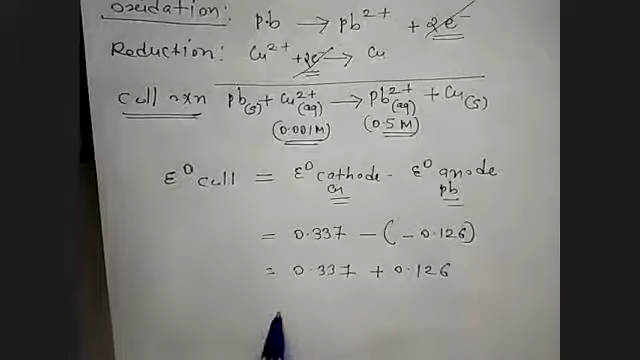 Oxidation: Pb → Pb²⁺ + 2e⁻
Reduction: Cu²⁺ + 2e⁻ → Cu
Cell rxn Pb(s) + Cu²⁺(aq) → Pb²⁺(aq) + Cu(s)
(0.001M) (0.5 M)
E⁰ cell = E⁰ cathode - E⁰ anode
Cu Pb
= 0.337 - (-0.126)
= 0.337 + 0.126